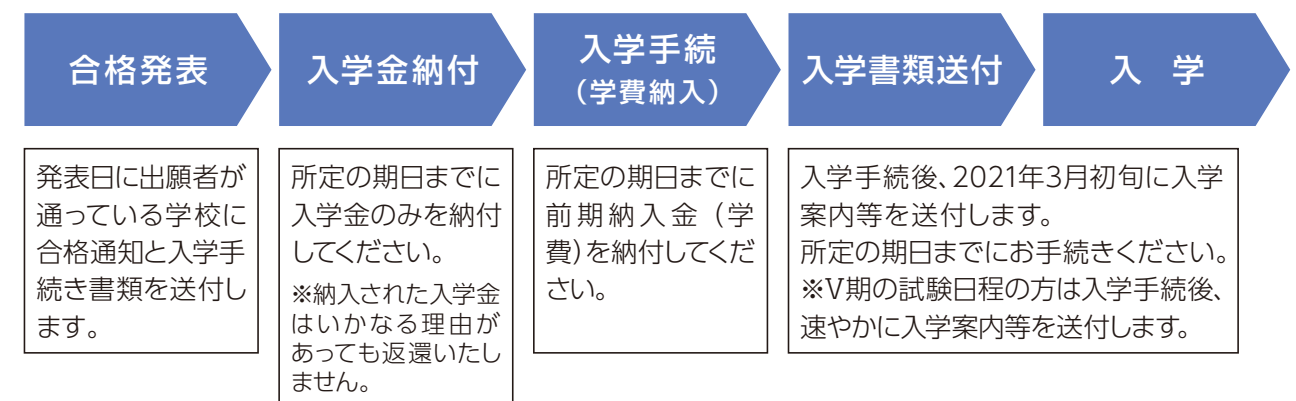 合格発表
入学金納付
入学手続
（学費納入）
入学書類送付
入 学
発表日に出願者が
通っている学校に
合格通知と入学手
続き書類を送付し
ます。
所定の期日までに
入学金のみを納付
してください。
※納入された入学金
はいかなる理由が
あっても返還いたし
ません。
所定の期日までに
前期納入金（学
費）を納付してくだ
さい。
入学手続後、2021年3月初旬に入学
案内等を送付します。
所定の期日までにお手続きください。
※V期の試験日程の方は入学手続後、
速やかに入学案内等を送付します。